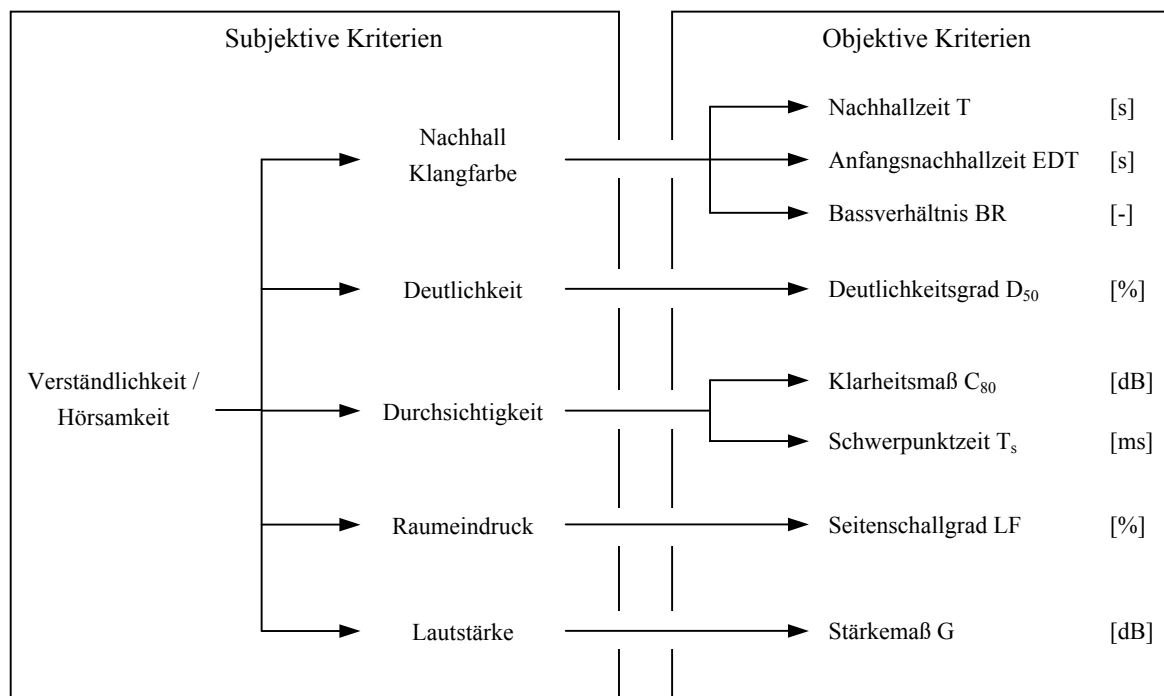 Subjektive Kriterien
Objektive Kriterien
Verständlichkeit /
Hörsamkeit
Nachhall
Klangfarbe
Nachhallzeit T [s]
Anfangsnachhallzeit EDT [s]
Bassverhältnis BR [-]
Deutlichkeit
Deutlichkeitsgrad D₅₀ [%]
Durchsichtigkeit
Klarheitsmaß C₈₀ [dB]
Schwerpunktzeit Tₛ [ms]
Raumeindruck
Seitenschallgrad LF [%]
Lautstärke
Stärkemaß G [dB]